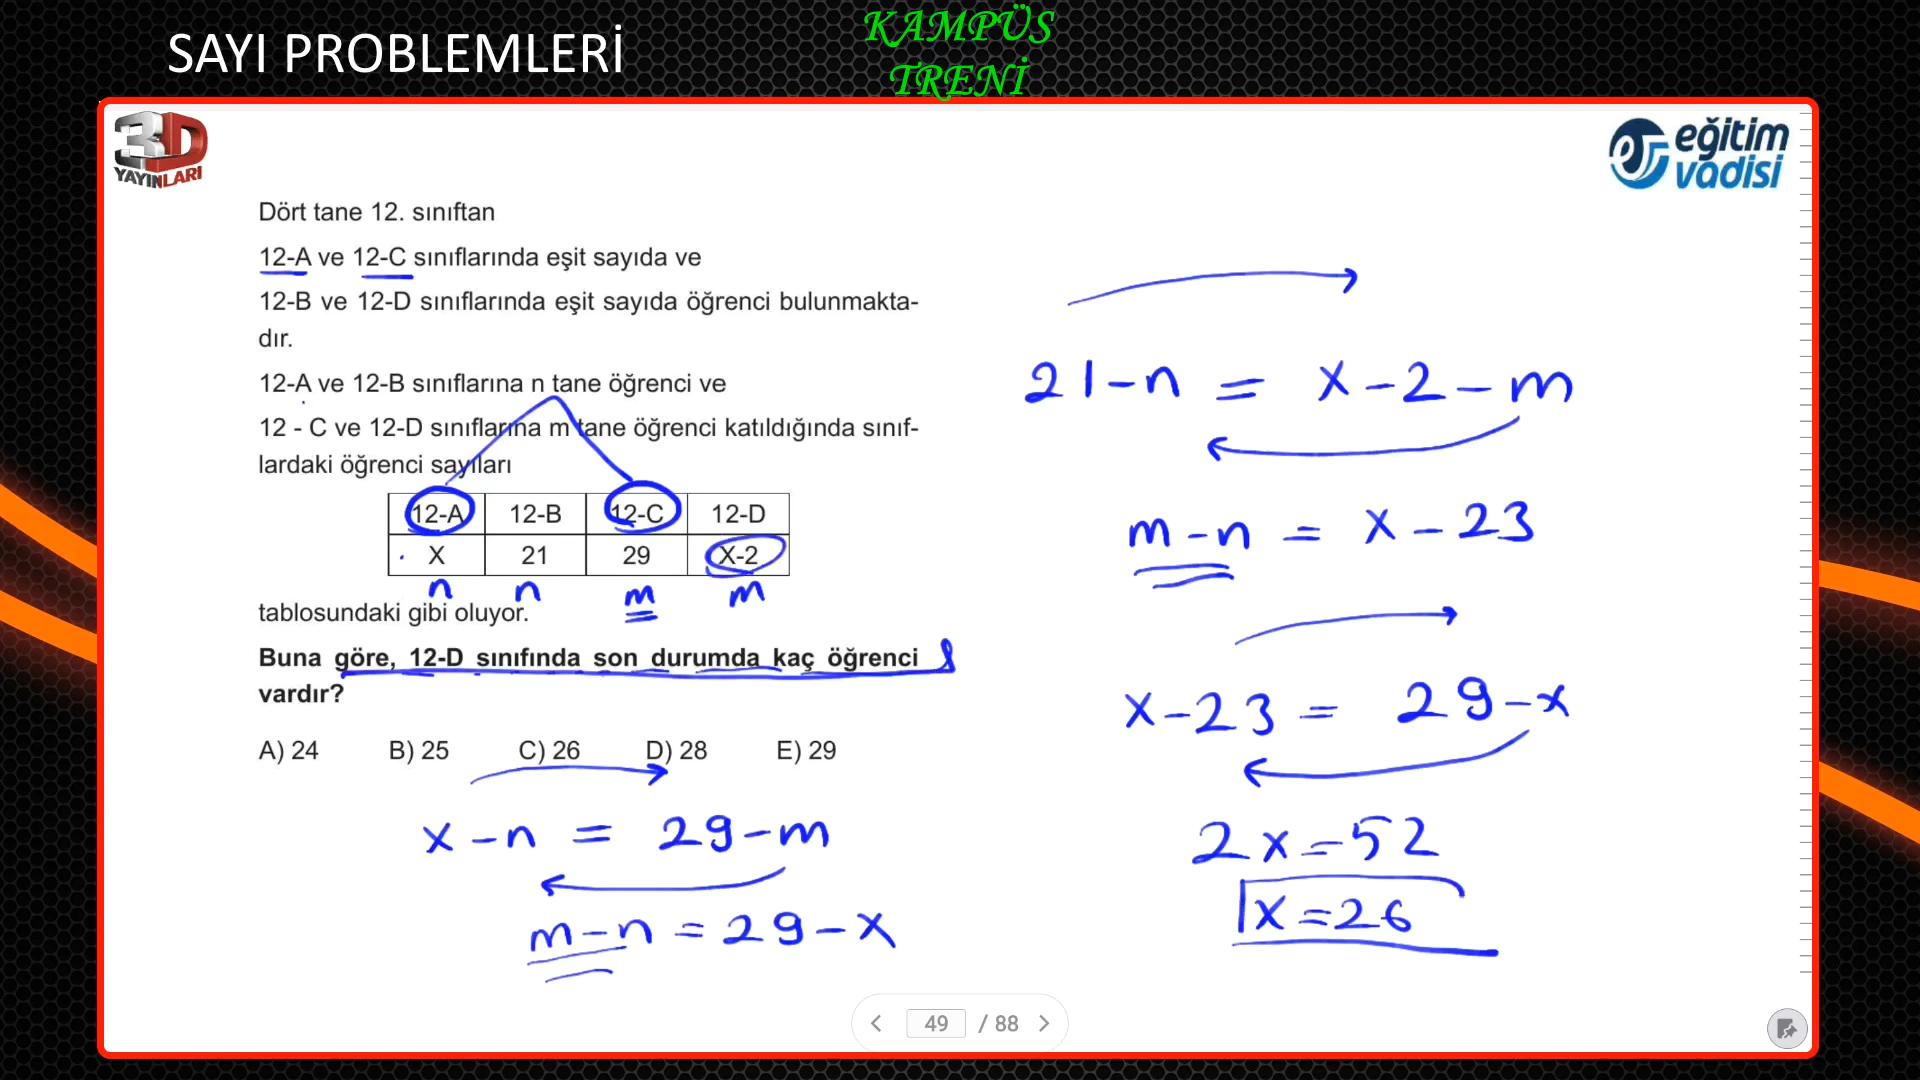 SAYI PROBLEMLERİ
KAMPÜS
TRENİ
3D
YAYINLARI
eğitim
vadisi
Dört tane 12. sınıftan
12-A ve 12-C sınıflarında eşit sayıda ve
12-B ve 12-D sınıflarında eşit sayıda öğrenci bulunmakta-
dır.
12-A ve 12-B sınıflarına n tane öğrenci ve
12 - C ve 12-D sınıflarına m tane öğrenci katıldığında sınıf-
lardaki öğrenci sayıları
12-A 12-B 12-C 12-D
X 21 29 X-2
n n m m
tablosundaki gibi oluyor.
Buna göre, 12-D sınıfında son durumda kaç öğrenci
vardır?
A) 24 B) 25 C) 26 D) 28 E) 29
x-n = 29-m
m-n = 29-x
21-n = x-2-m
m-n = x-23
x-23 = 29-x
2x=52
x=26
49 / 88